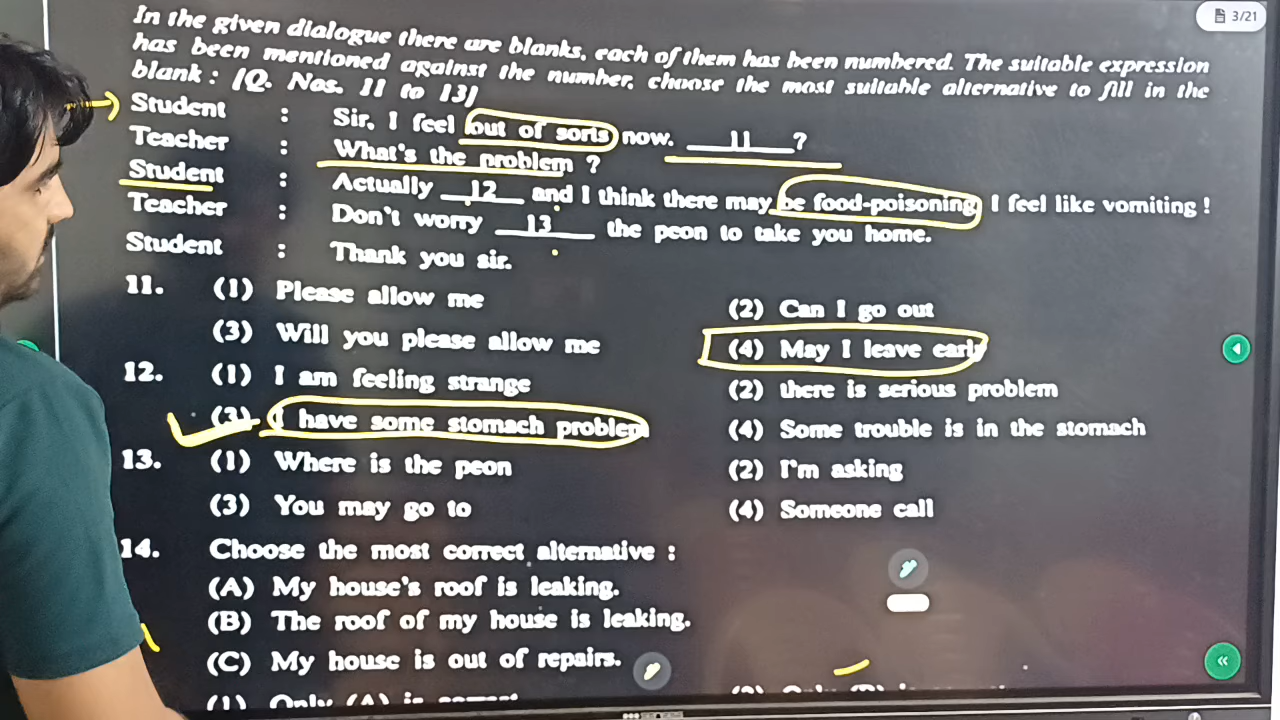 3/21
In the given dialogue there are blanks, each of them has been numbered. The suitable expression
has been mentioned against the number, choose the most suitable alternative to fill in the
blank : [Q. Nos. 11 to 13]
Student : Sir, I feel out of sorts now. 11 ?
Teacher : What's the problem ?
Student : Actually 12 and I think there may be food-poisoning I feel like vomiting !
Teacher : Don't worry 13 the peon to take you home.
Student : Thank you sir.
11. (1) Please allow me (2) Can I go out
(3) Will you please allow me (4) May I leave early
12. (1) I am feeling strange (2) there is serious problem
(3) I have some stomach problem (4) Some trouble is in the stomach
13. (1) Where is the peon (2) I'm asking
(3) You may go to (4) Someone call
14. Choose the most correct alternative :
(A) My house's roof is leaking.
(B) The roof of my house is leaking.
(C) My house is out of repairs.
(1) Only (A) is